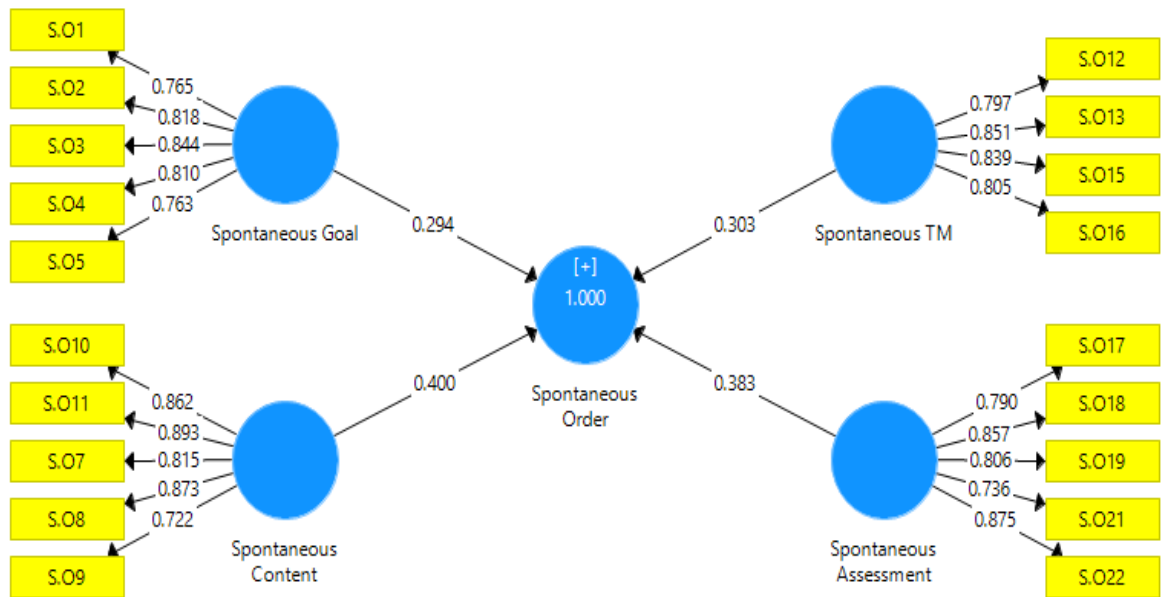 S.O1
S.O2
S.O3
S.O4
S.O5
0.765
0.818
0.844
0.810
0.763
Spontaneous Goal
0.294
S.O12
S.O13
S.O15
S.O16
0.797
0.851
0.839
0.805
Spontaneous TM
0.303
[+]
1.000
Spontaneous
Order
S.O10
S.O11
S.O7
S.O8
S.O9
0.862
0.893
0.815
0.873
0.722
Spontaneous
Content
0.400
S.O17
S.O18
S.O19
S.O21
S.O22
0.790
0.857
0.806
0.736
0.875
Spontaneous
Assessment
0.383